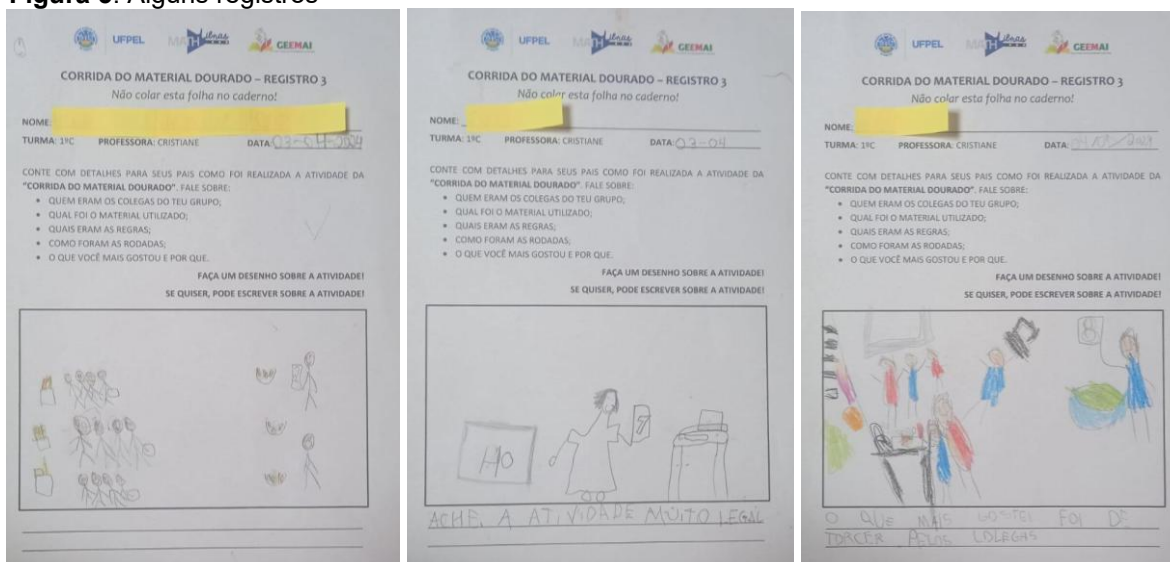 Figura 3. Alguns registros
UFPEL
GEEMAI
CORRIDA DO MATERIAL DOURADO – REGISTRO 3
Não colar esta folha no caderno!
NOME:
TURMA: 1ºC PROFESSORA: CRISTIANE DATA 03-04-2024
CONTE COM DETALHES PARA SEUS PAIS COMO FOI REALIZADA A ATIVIDADE DA
"CORRIDA DO MATERIAL DOURADO". FALE SOBRE:
• QUEM ERAM OS COLEGAS DO TEU GRUPO;
• QUAL FOI O MATERIAL UTILIZADO;
• QUAIS ERAM AS REGRAS;
• COMO FORAM AS RODADAS;
• O QUE VOCÊ MAIS GOSTOU E POR QUE.
FAÇA UM DESENHO SOBRE A ATIVIDADE!
SE QUISER, PODE ESCREVER SOBRE A ATIVIDADE!
UFPEL
GEEMAI
CORRIDA DO MATERIAL DOURADO – REGISTRO 3
Não colar esta folha no caderno!
NOME:
TURMA: 1ºC PROFESSORA: CRISTIANE DATA: 03-04
CONTE COM DETALHES PARA SEUS PAIS COMO FOI REALIZADA A ATIVIDADE DA
"CORRIDA DO MATERIAL DOURADO". FALE SOBRE:
• QUEM ERAM OS COLEGAS DO TEU GRUPO;
• QUAL FOI O MATERIAL UTILIZADO;
• QUAIS ERAM AS REGRAS;
• COMO FORAM AS RODADAS;
• O QUE VOCÊ MAIS GOSTOU E POR QUE.
FAÇA UM DESENHO SOBRE A ATIVIDADE!
SE QUISER, PODE ESCREVER SOBRE A ATIVIDADE!
7
ACHEI A ATIVIDADE MUITO LEGAL
UFPEL
GEEMAI
CORRIDA DO MATERIAL DOURADO – REGISTRO 3
Não colar esta folha no caderno!
NOME:
TURMA: 1ºC PROFESSORA: CRISTIANE DATA:
CONTE COM DETALHES PARA SEUS PAIS COMO FOI REALIZADA A ATIVIDADE DA
"CORRIDA DO MATERIAL DOURADO". FALE SOBRE:
• QUEM ERAM OS COLEGAS DO TEU GRUPO;
• QUAL FOI O MATERIAL UTILIZADO;
• QUAIS ERAM AS REGRAS;
• COMO FORAM AS RODADAS;
• O QUE VOCÊ MAIS GOSTOU E POR QUE.
FAÇA UM DESENHO SOBRE A ATIVIDADE!
SE QUISER, PODE ESCREVER SOBRE A ATIVIDADE!
8
O QUE MAIS GOSTEI FOI DE
TORCER PELOS COLEGAS